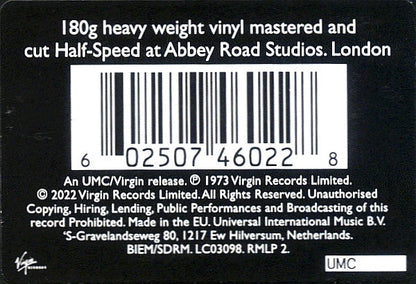 180g heavy weight vinyl mastered and
cut Half-Speed at Abbey Road Studios. London
6 02507 46022 8
An UMC/Virgin release. ℗ 1973 Virgin Records Limited.
© 2022 Virgin Records Ltd. All Rights Reserved. Unauthorised
Copying, Hiring, Lending, Public Performances and Broadcasting of this
record Prohibited. Made in the EU. Universal International Music B.V.
'S-Gravelandseweg 80, 1217 Ew Hilversum, Netherlands.
BIEM/SDRM. LC03098. RMLP 2.
Virgin
RECORDS
UMC